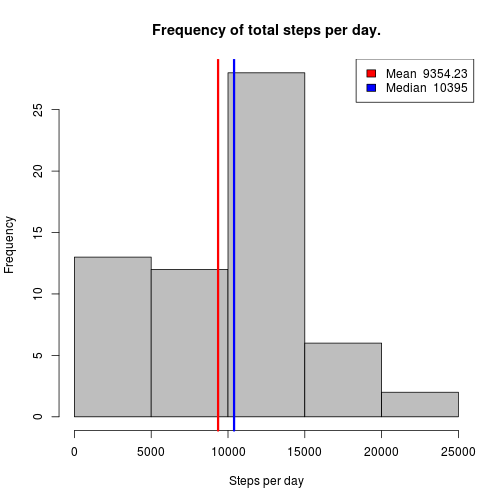 Frequency of total steps per day.
Mean  9354.23
Median  10395
Frequency
25
20
15
10
5
0
0 5000 10000 15000 20000 25000
Steps per day